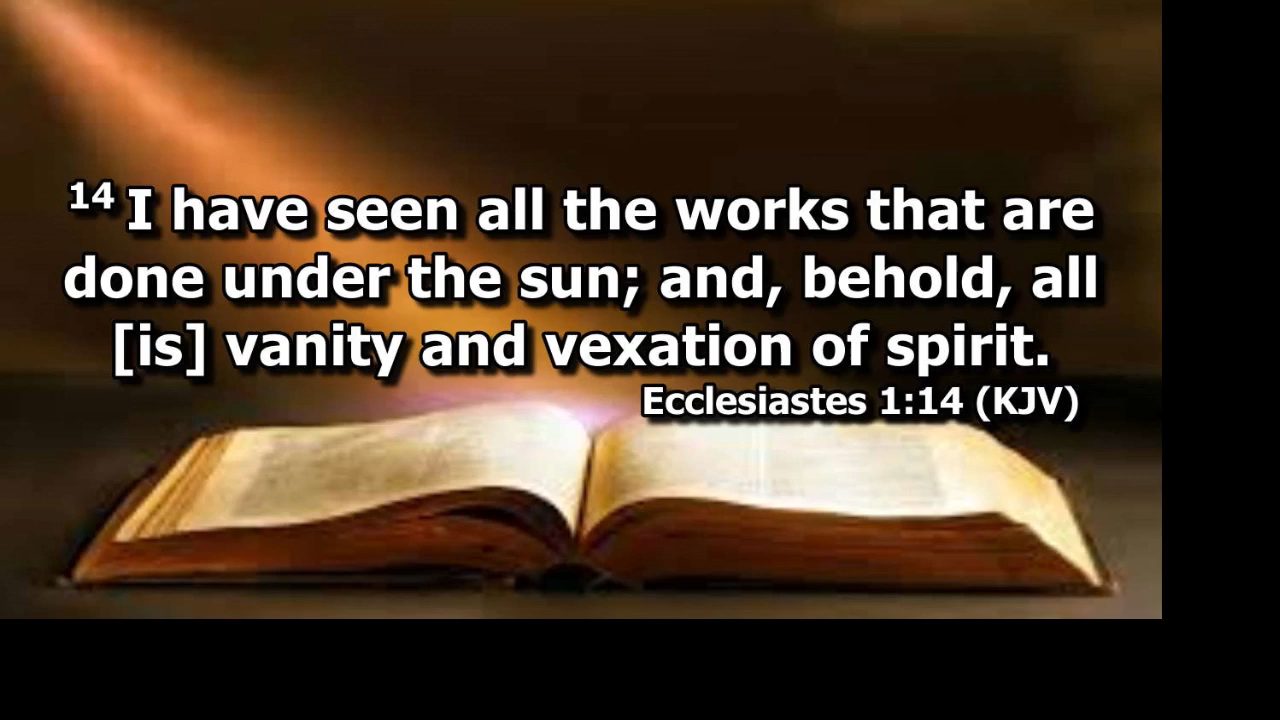 14 I have seen all the works that are
done under the sun; and, behold, all
[is] vanity and vexation of spirit.
Ecclesiastes 1:14 (KJV)